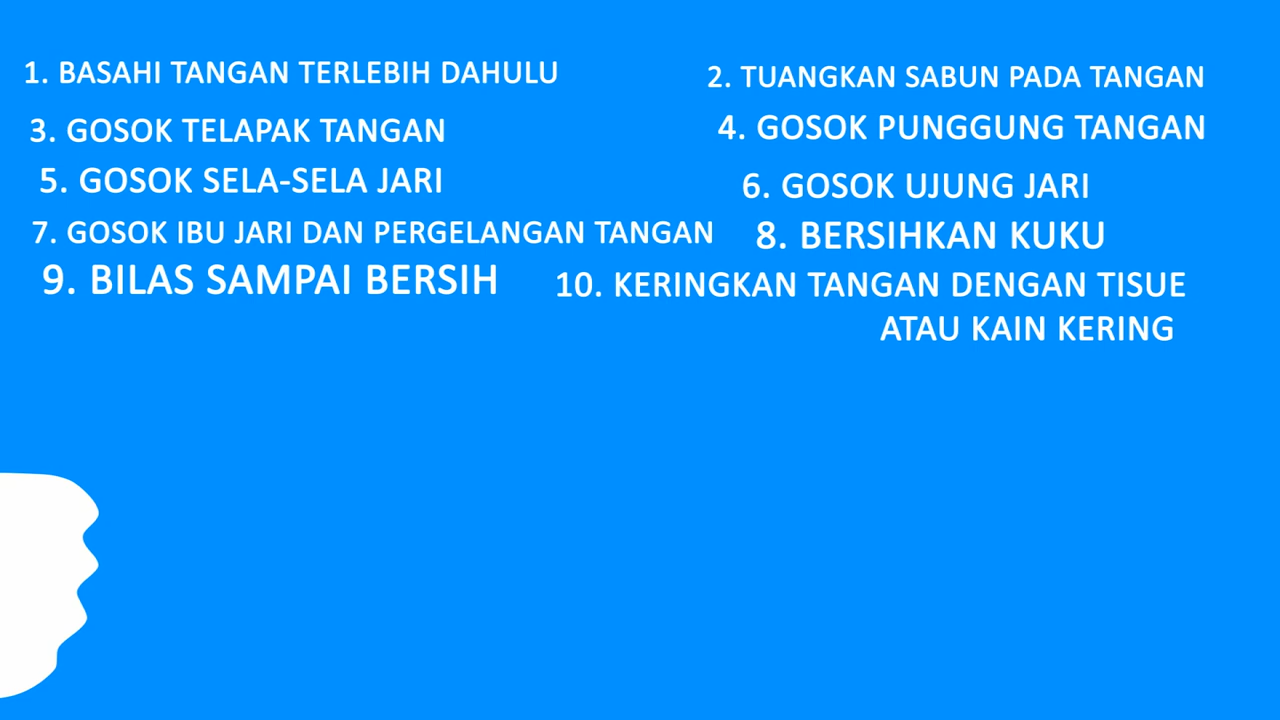 1. BASAHI TANGAN TERLEBIH DAHULU
2. TUANGKAN SABUN PADA TANGAN
3. GOSOK TELAPAK TANGAN
4. GOSOK PUNGGUNG TANGAN
5. GOSOK SELA-SELA JARI
6. GOSOK UJUNG JARI
7. GOSOK IBU JARI DAN PERGELANGAN TANGAN
8. BERSIHKAN KUKU
9. BILAS SAMPAI BERSIH
10. KERINGKAN TANGAN DENGAN TISUE
ATAU KAIN KERING